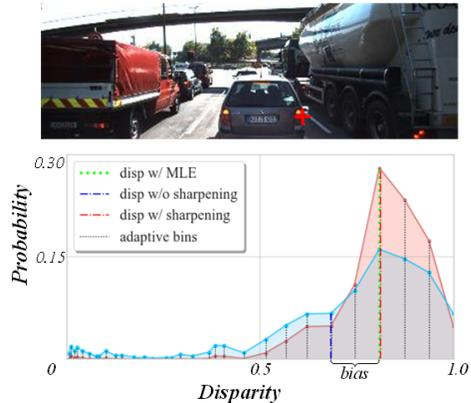 0.30
Probability
0.15
0
disp w/ MLE
disp w/o sharpening
disp w/ sharpening
adaptive bins
0.5
bias
1.0
Disparity